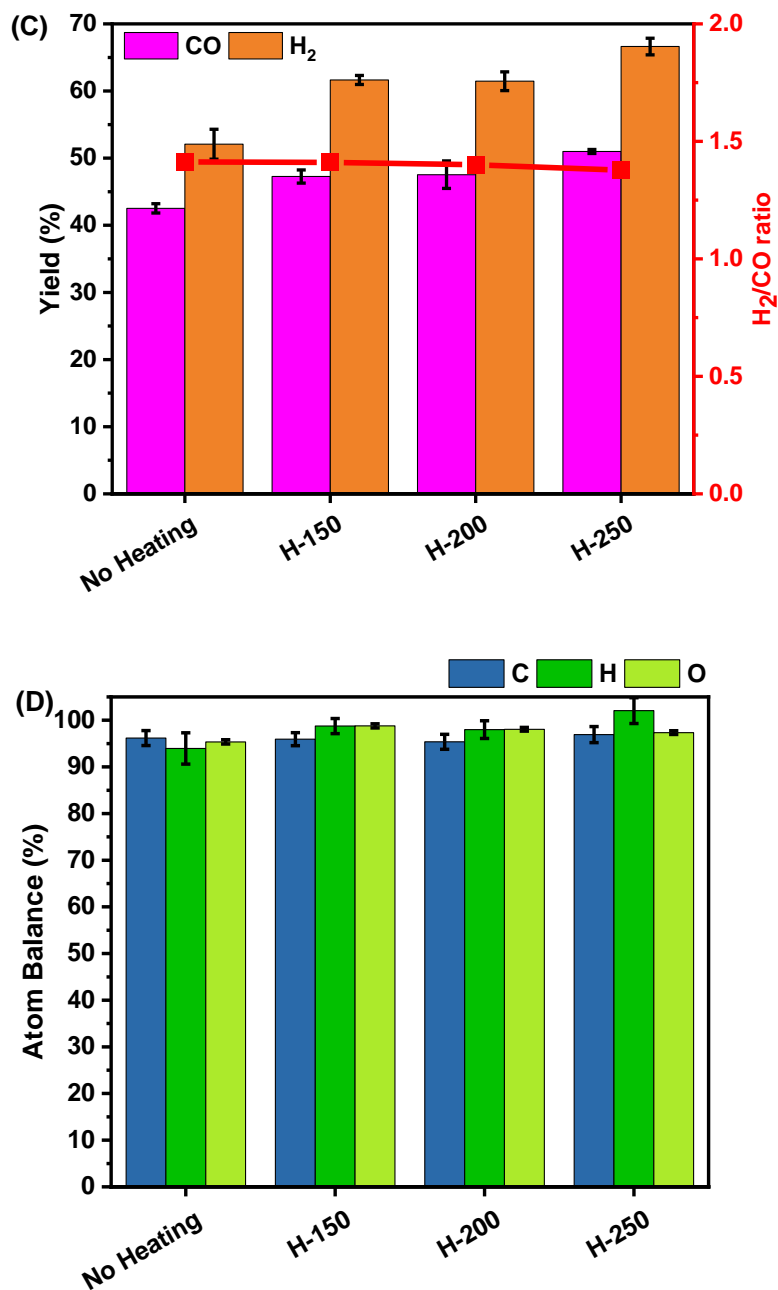 (C)
CO
H2
70
60
50
40
30
20
10
0
Yield (%)
2.0
1.5
1.0
0.5
0.0
H2/CO ratio
No Heating
H-150
H-200
H-250
(D)
C
H
O
100
90
80
70
60
50
40
30
20
10
0
Atom Balance (%)
No Heating
H-150
H-200
H-250